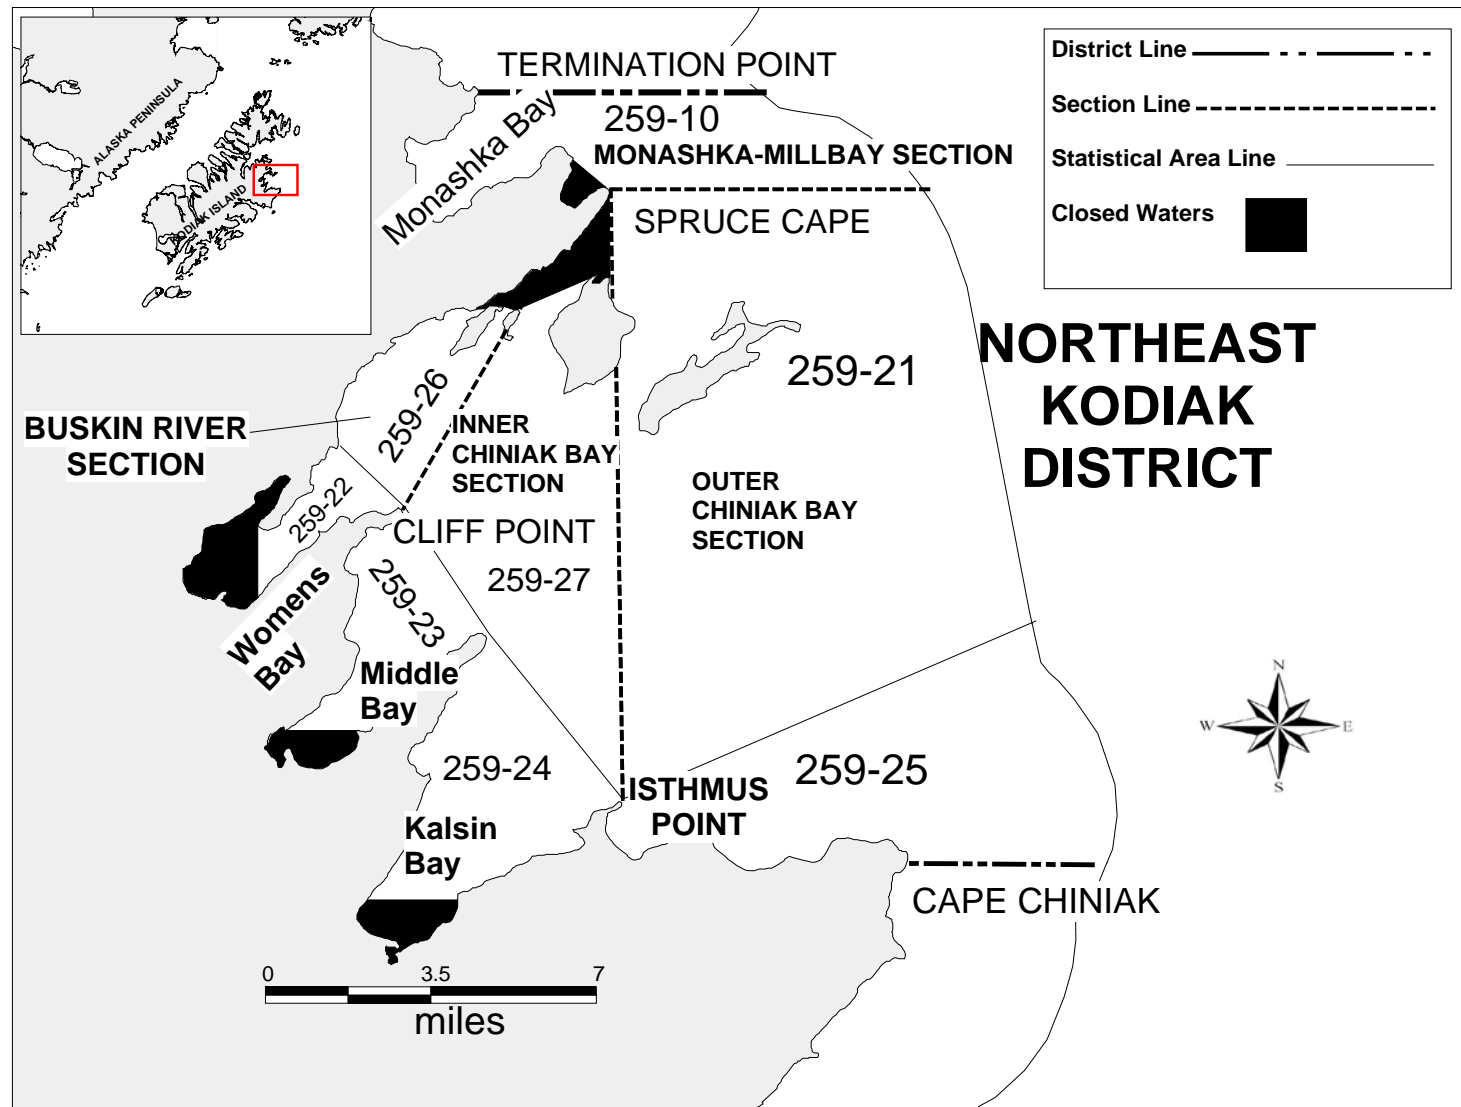 ALASKA PENINSULA
KODIAK ISLAND
TERMINATION POINT
259-10
MONASHKA-MILLBAY SECTION
Monashka Bay
SPRUCE CAPE
District Line
Section Line
Statistical Area Line
Closed Waters
NORTHEAST
KODIAK
DISTRICT
259-21
259-26
BUSKIN RIVER
SECTION
INNER
CHINIAK BAY
SECTION
OUTER
CHINIAK BAY
SECTION
259-22
CLIFF POINT
259-27
259-23
Womens
Bay
Middle
Bay
259-24
259-25
ISTHMUS
POINT
Kalsin
Bay
CAPE CHINIAK
N
W
E
S
0 3.5 7
miles